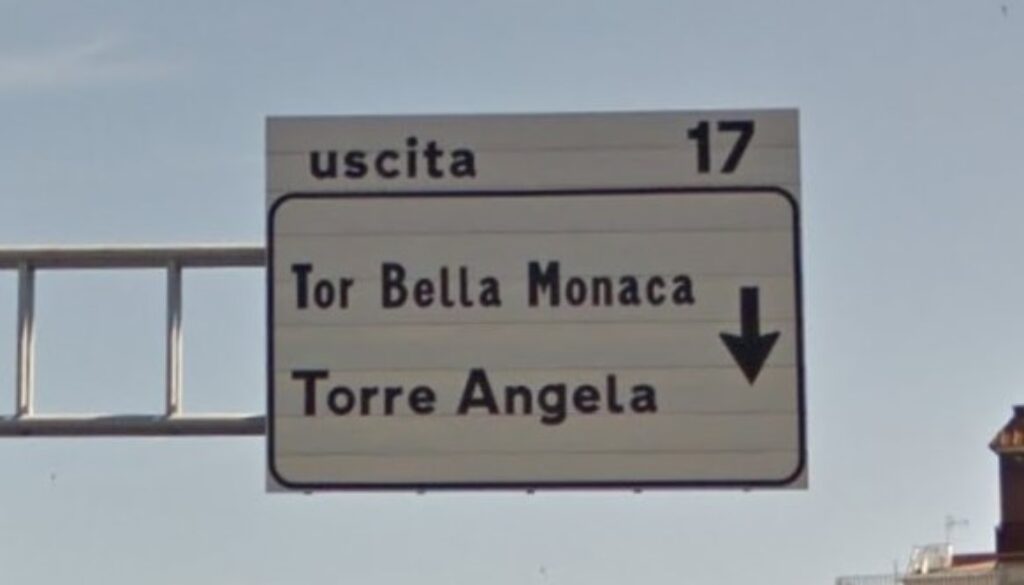 uscita 17
Tor Bella Monaca
Torre Angela